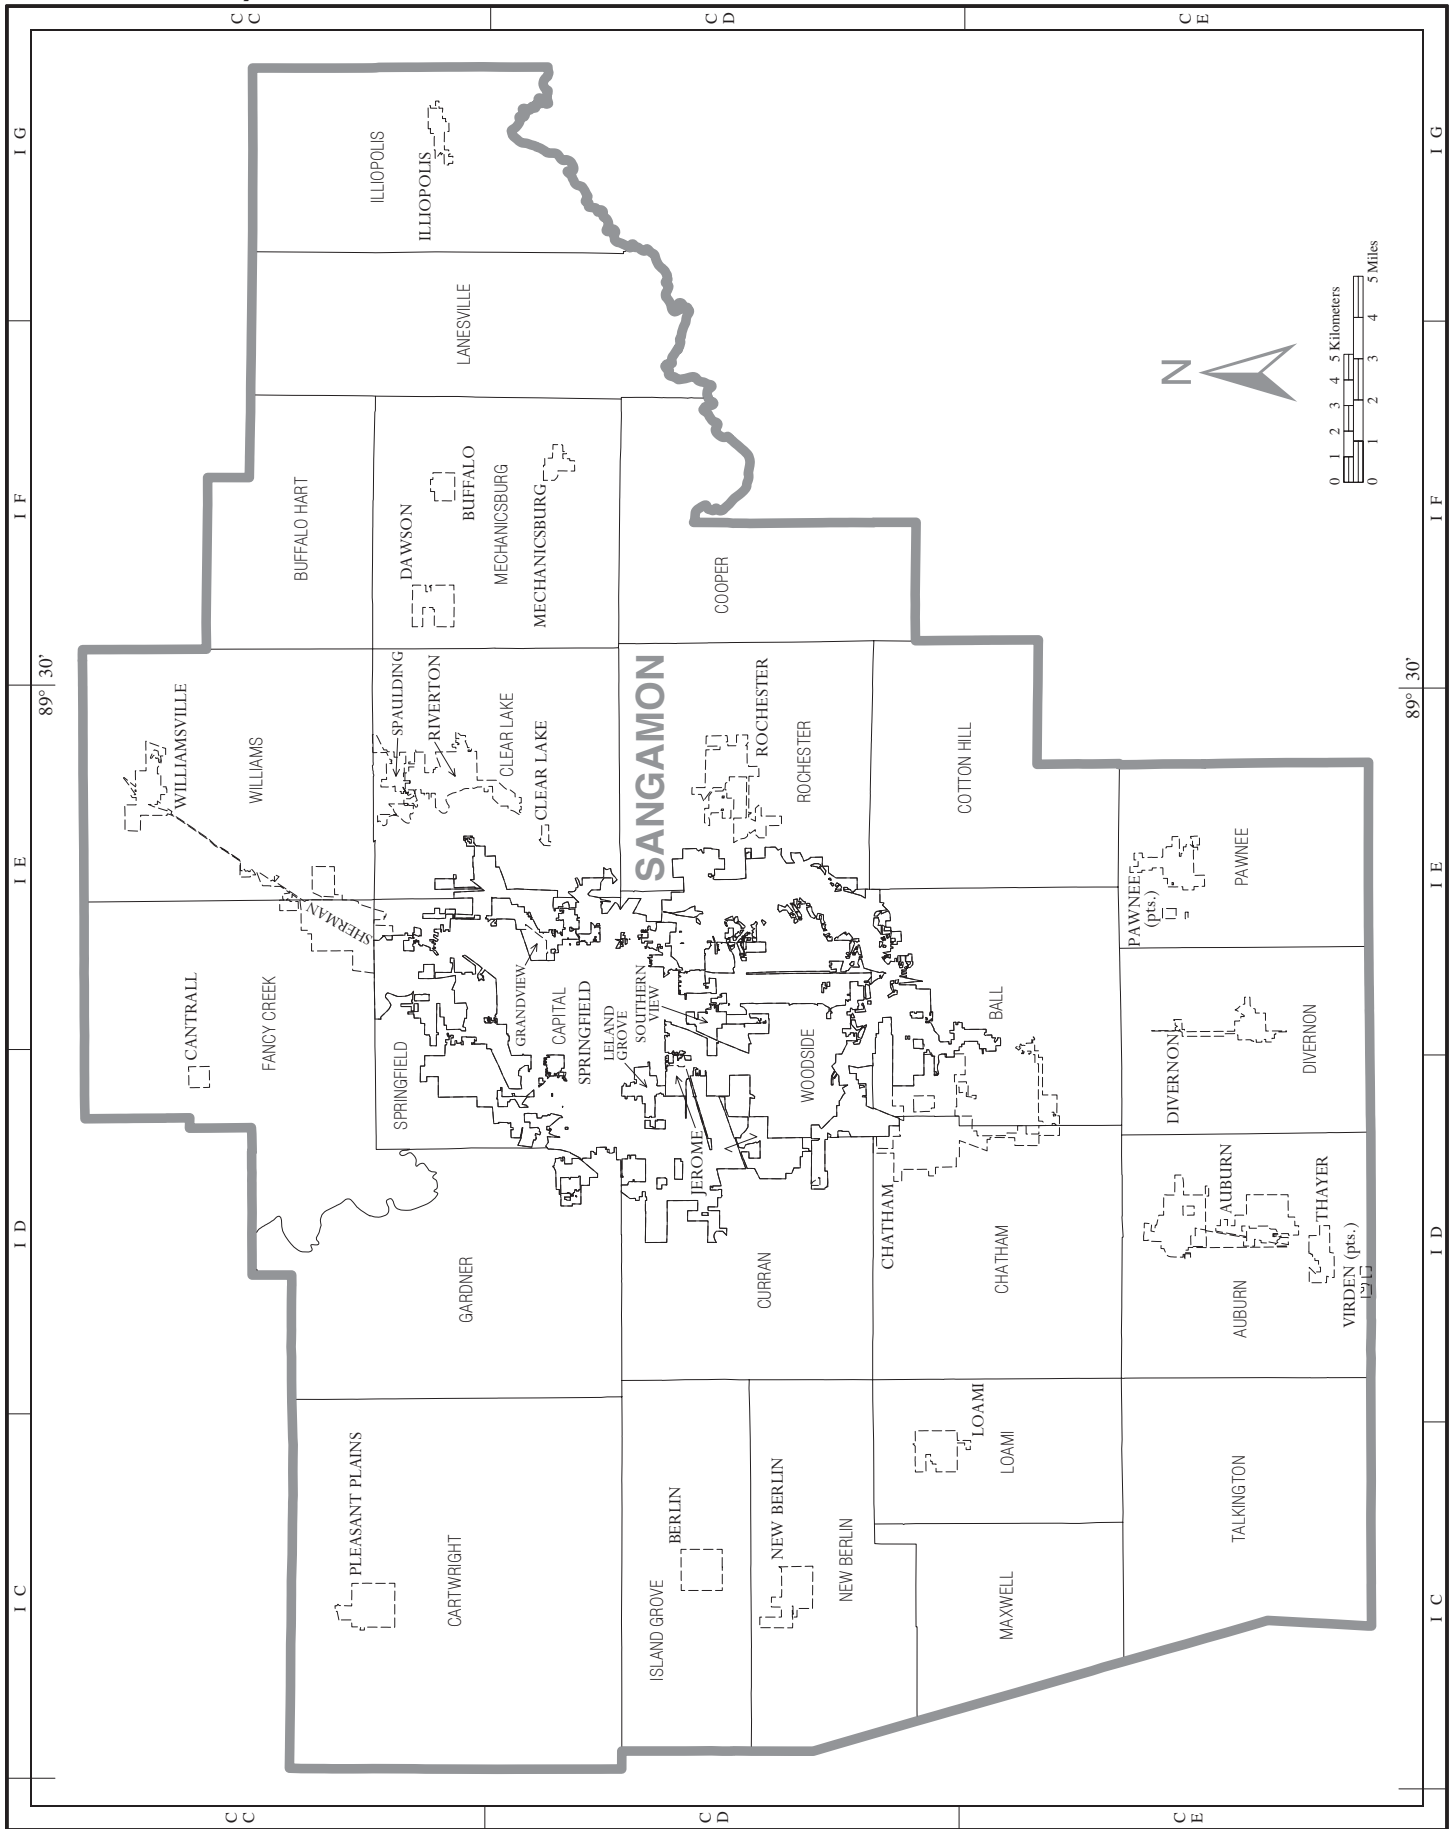 C C
C D
C E
I G
I F
I E
I D
I C
89° 30'
ILLIOPOLIS
ILLIOPOLIS
LANESVILLE
BUFFALO HART
DAWSON
BUFFALO
MECHANICSBURG
MECHANICSBURG
COOPER
WILLIAMSVILLE
WILLIAMS
SPAULDING
RIVERTON
CLEAR LAKE
CLEAR LAKE
SANGAMON
ROCHESTER
ROCHESTER
COTTON HILL
SHERMAN
CANTRALL
FANCY CREEK
SPRINGFIELD
GRANDVIEW
CAPITAL
SPRINGFIELD
LELAND
GROVE
SOUTHERN
VIEW
JEROME
WOODSIDE
BALL
PAWNEE
(pts.)
PAWNEE
DIVERNON
DIVERNON
GARDNER
CURRAN
CHATHAM
CHATHAM
AUBURN
AUBURN
THAYER
VIRDEN (pts.)
PLEASANT PLAINS
CARTWRIGHT
BERLIN
ISLAND GROVE
NEW BERLIN
NEW BERLIN
LOAMI
LOAMI
MAXWELL
TALKINGTON
N
0 1 2 3 4 5 Kilometers
0 1 2 3 4 5 Miles
89° 30'
I G
I F
I E
I D
I C
C C
C D
C E